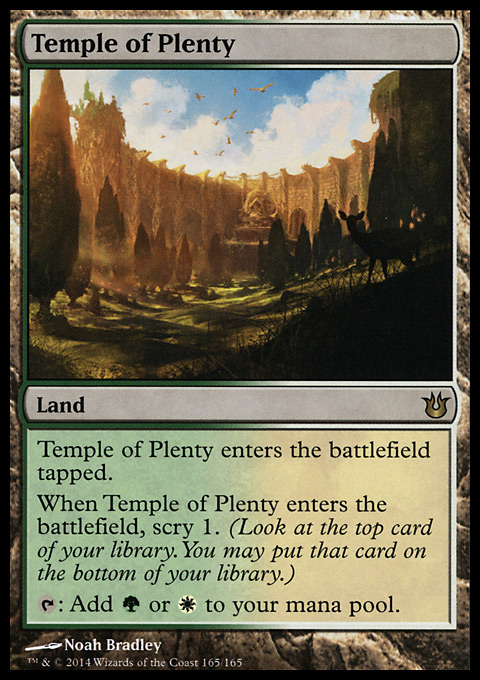 Temple of Plenty
Land
Temple of Plenty enters the battlefield
tapped.
When Temple of Plenty enters the
battlefield, scry 1. (Look at the top card
of your library. You may put that card on
the bottom of your library.)
: Add or to your mana pool.
Noah Bradley
™ & © 2014 Wizards of the Coast 165/165